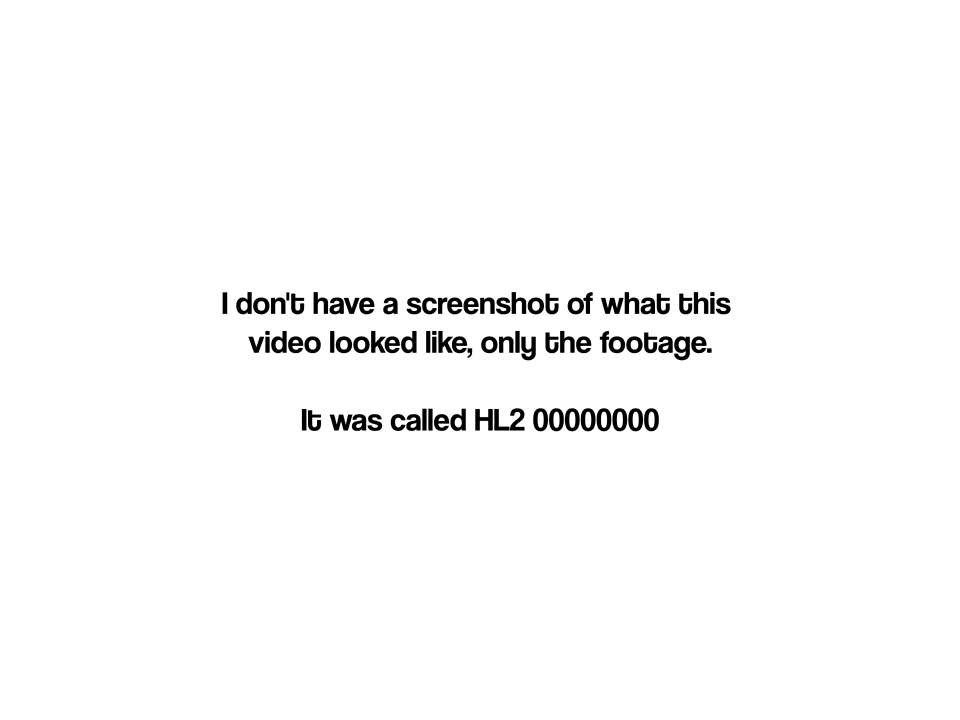 I don't have a screenshot of what this
video looked like, only the footage.
It was called HL2 00000000